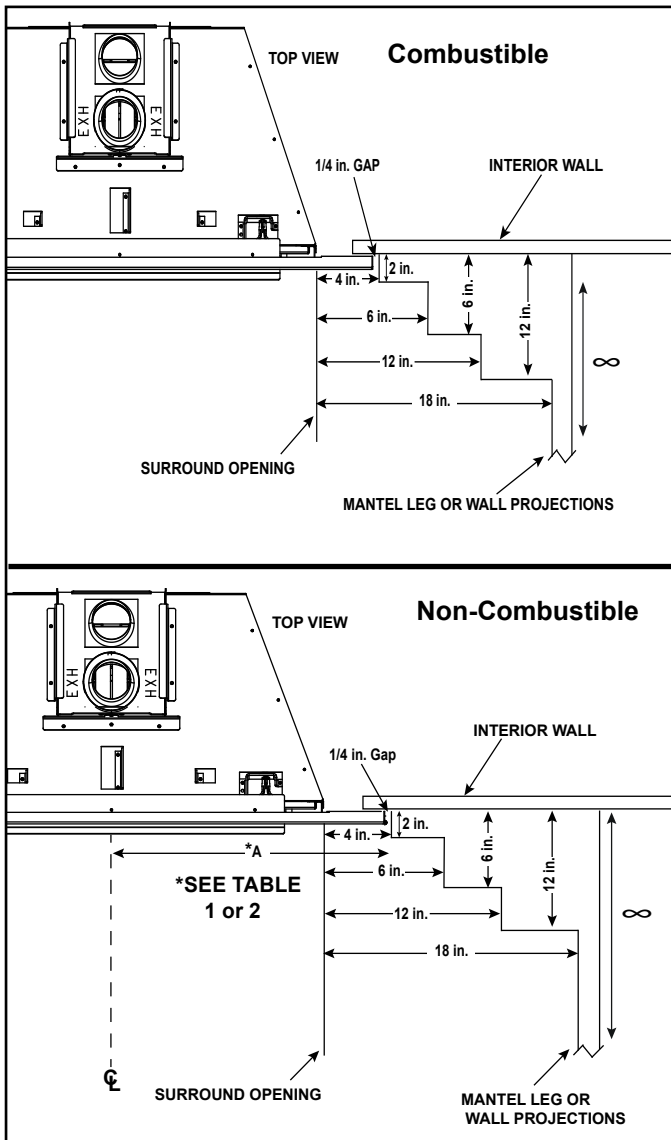 TOP VIEW
Combustible
EXH
EXH
1/4 in. GAP
INTERIOR WALL
2 in.
4 in.
6 in.
6 in.
12 in.
12 in.
18 in.
∞
SURROUND OPENING
MANTEL LEG OR WALL PROJECTIONS
TOP VIEW
Non-Combustible
EXH
EXH
INTERIOR WALL
1/4 in. Gap
2 in.
4 in.
*A
6 in.
6 in.
12 in.
*SEE TABLE
1 or 2
12 in.
18 in.
∞
℄
SURROUND OPENING
MANTEL LEG OR
WALL PROJECTIONS